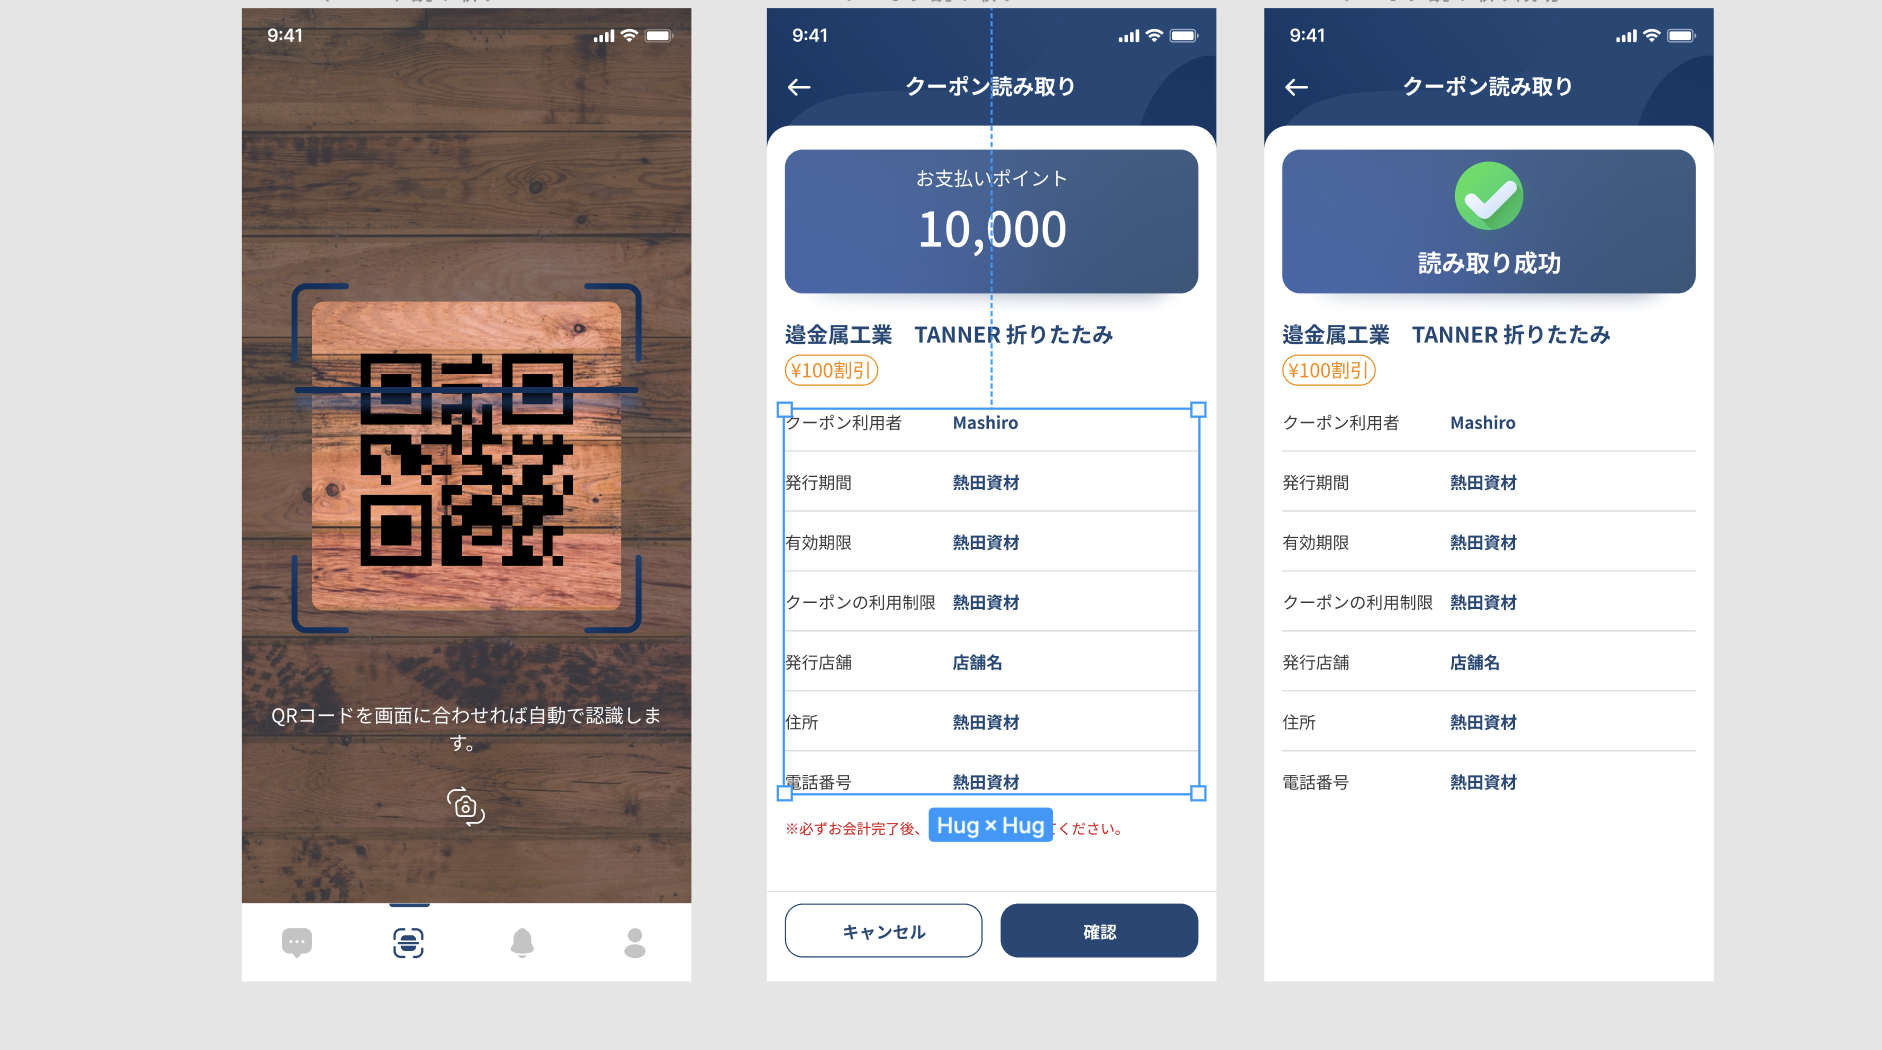 9:41
QRコードを画面に合わせれば自動で認識しま
す。
9:41
クーポン読み取り
お支払いポイント
10,000
邉金属工業　TANNER 折りたたみ
¥100割引
クーポン利用者 Mashiro
発行期間 熱田資材
有効期限 熱田資材
クーポンの利用制限 熱田資材
発行店舗 店舗名
住所 熱田資材
電話番号 熱田資材
※必ずお会計完了後、
てください。
Hug × Hug
キャンセル 確認
9:41
クーポン読み取り
読み取り成功
邉金属工業　TANNER 折りたたみ
¥100割引
クーポン利用者 Mashiro
発行期間 熱田資材
有効期限 熱田資材
クーポンの利用制限 熱田資材
発行店舗 店舗名
住所 熱田資材
電話番号 熱田資材